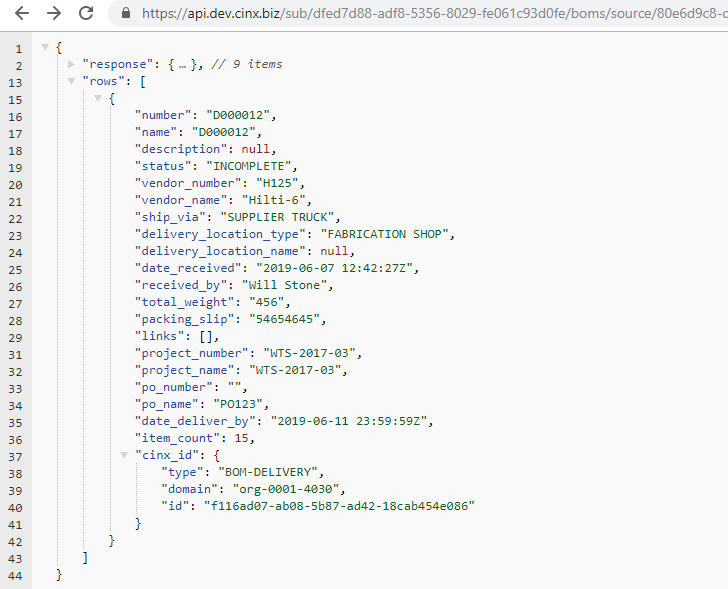 https://api.dev.cinx.biz/sub/dfed7d88-adf8-5356-8029-fe061c93d0fe/boms/source/80e6d9c8-
1 {
2 "response": { … }, // 9 items
13 "rows": [
15 {
16 "number": "D000012",
17 "name": "D000012",
18 "description": null,
19 "status": "INCOMPLETE",
20 "vendor_number": "H125",
21 "vendor_name": "Hilti-6",
22 "ship_via": "SUPPLIER TRUCK",
23 "delivery_location_type": "FABRICATION SHOP",
24 "delivery_location_name": null,
25 "date_received": "2019-06-07 12:42:27Z",
26 "received_by": "Will Stone",
27 "total_weight": "456",
28 "packing_slip": "54654645",
29 "links": [],
31 "project_number": "WTS-2017-03",
32 "project_name": "WTS-2017-03",
33 "po_number": "",
34 "po_name": "PO123",
35 "date_deliver_by": "2019-06-11 23:59:59Z",
36 "item_count": 15,
37 "cinx_id": {
38 "type": "BOM-DELIVERY",
39 "domain": "org-0001-4030",
40 "id": "f116ad07-ab08-5b87-ad42-18cab454e086"
41 }
42 }
43 ]
44 }